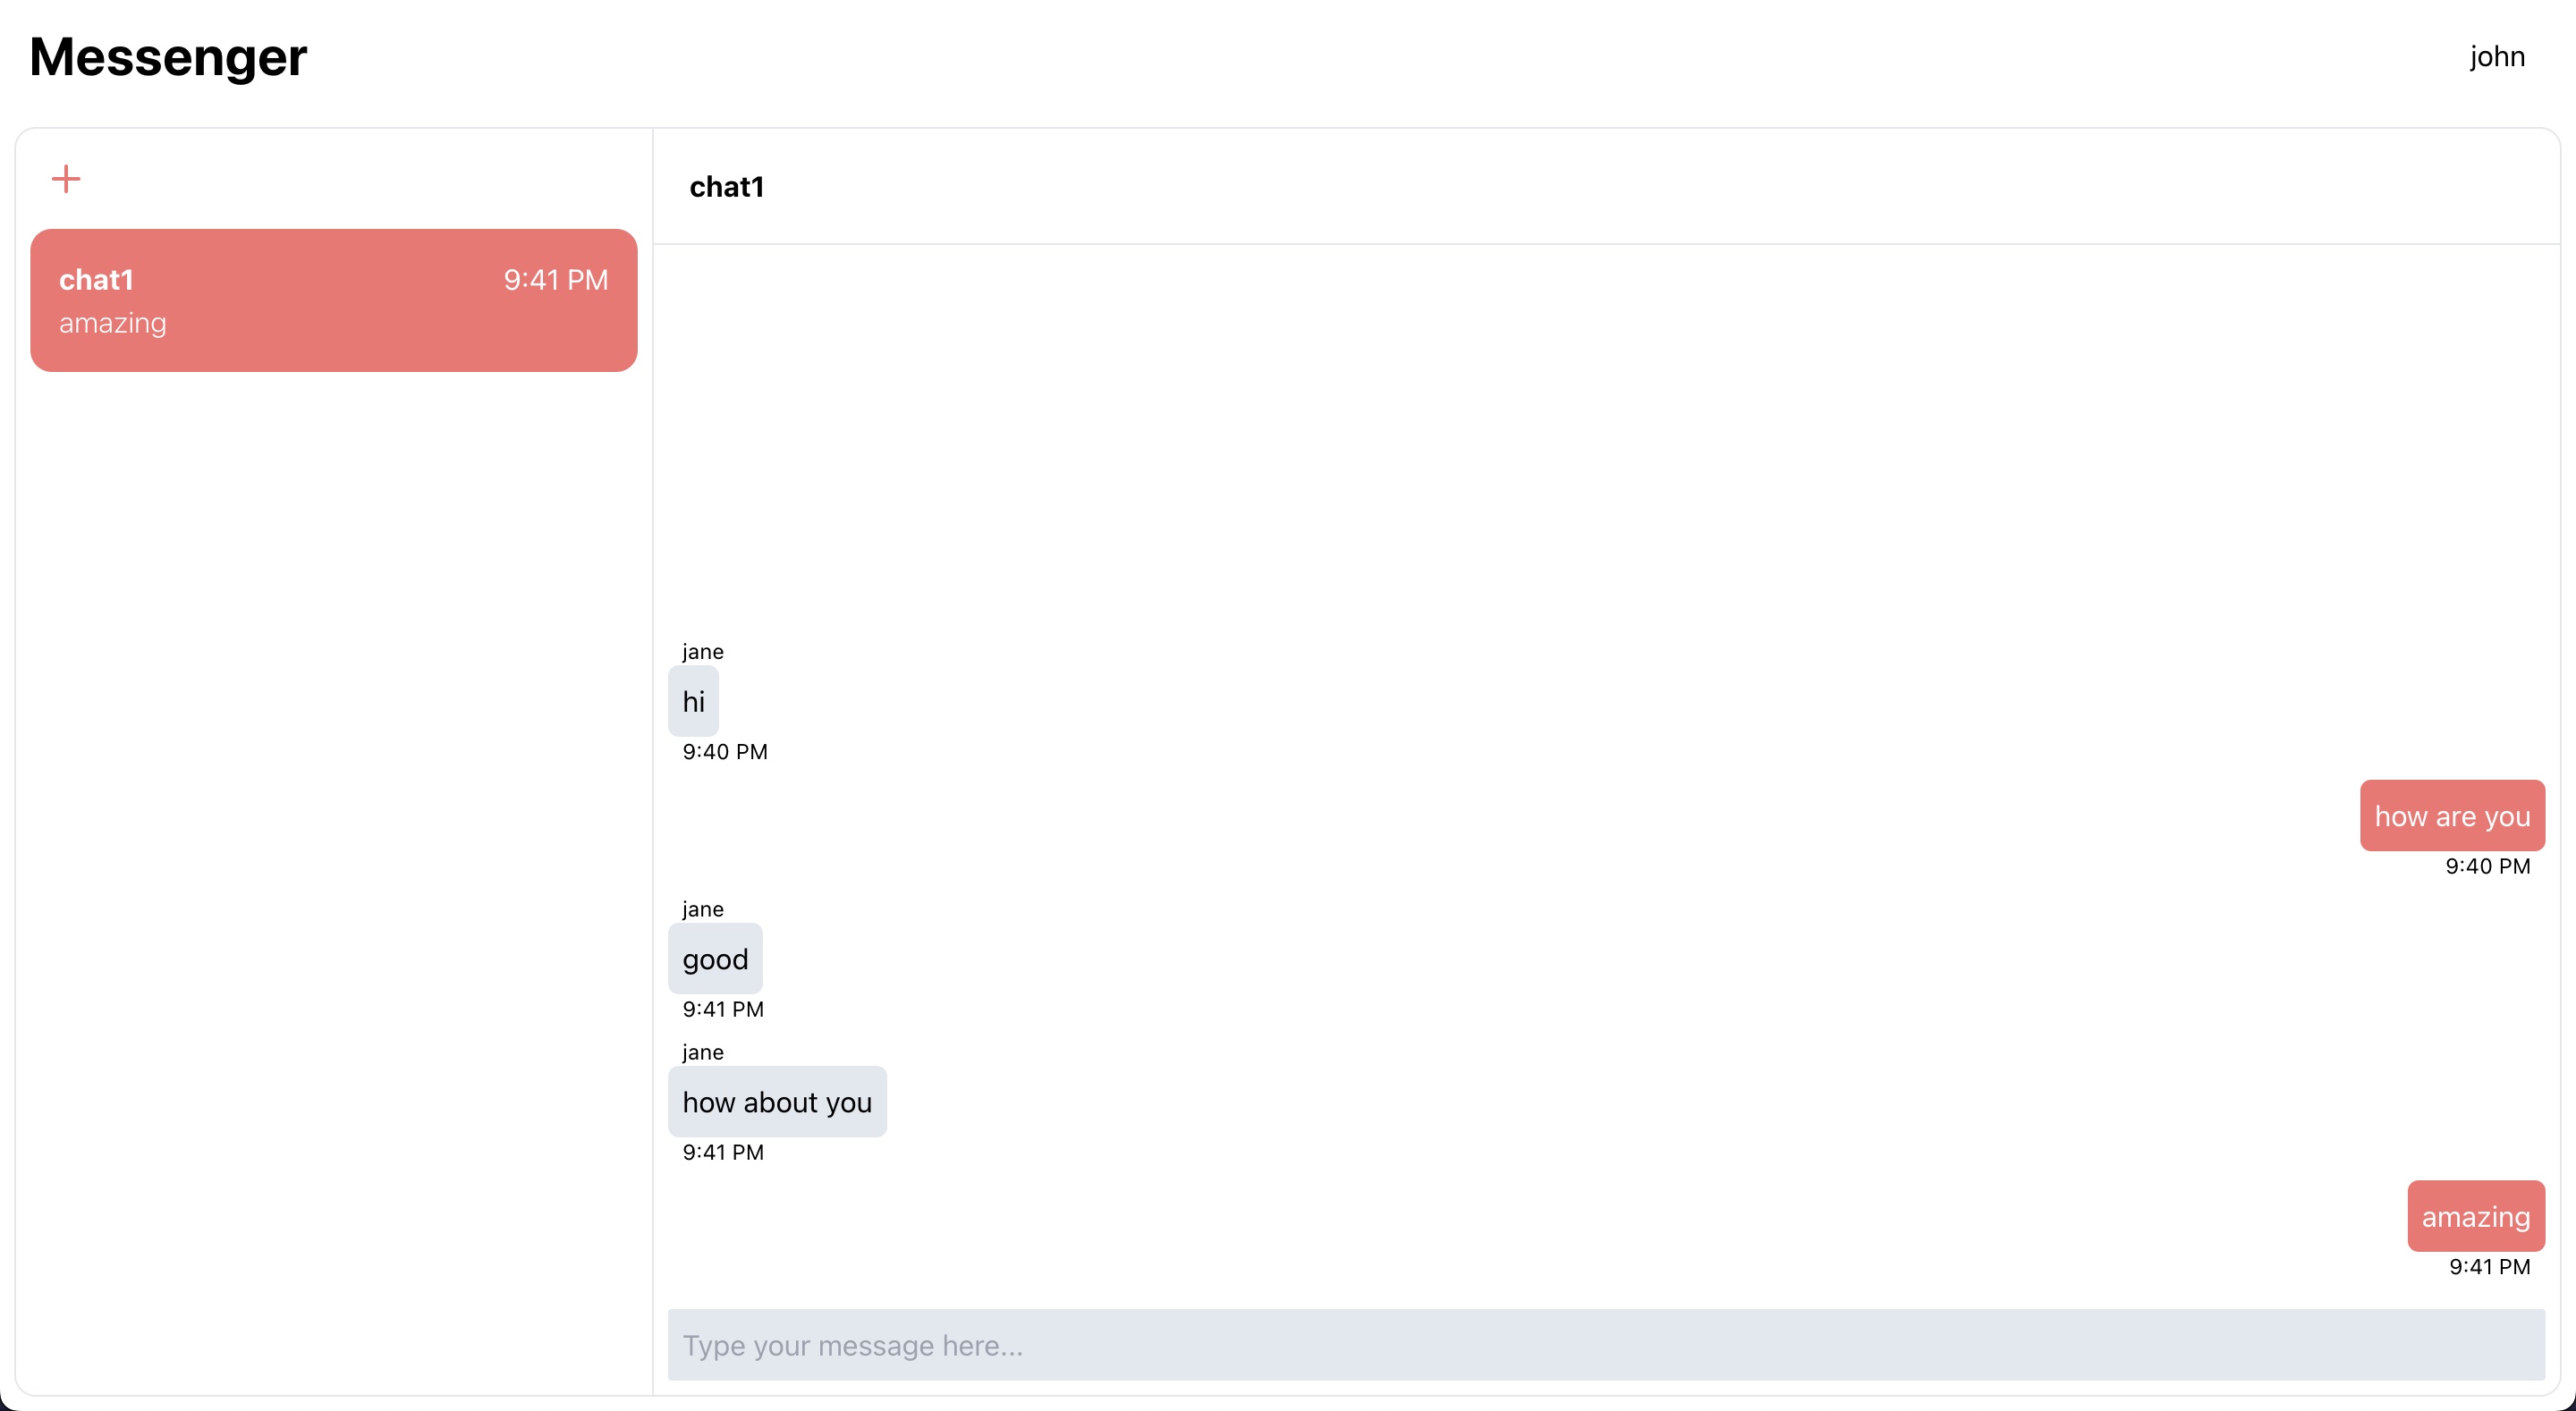 Messenger
john
chat1 9:41 PM
amazing
chat1
jane
hi
9:40 PM
how are you
9:40 PM
jane
good
9:41 PM
jane
how about you
9:41 PM
amazing
9:41 PM
Type your message here...